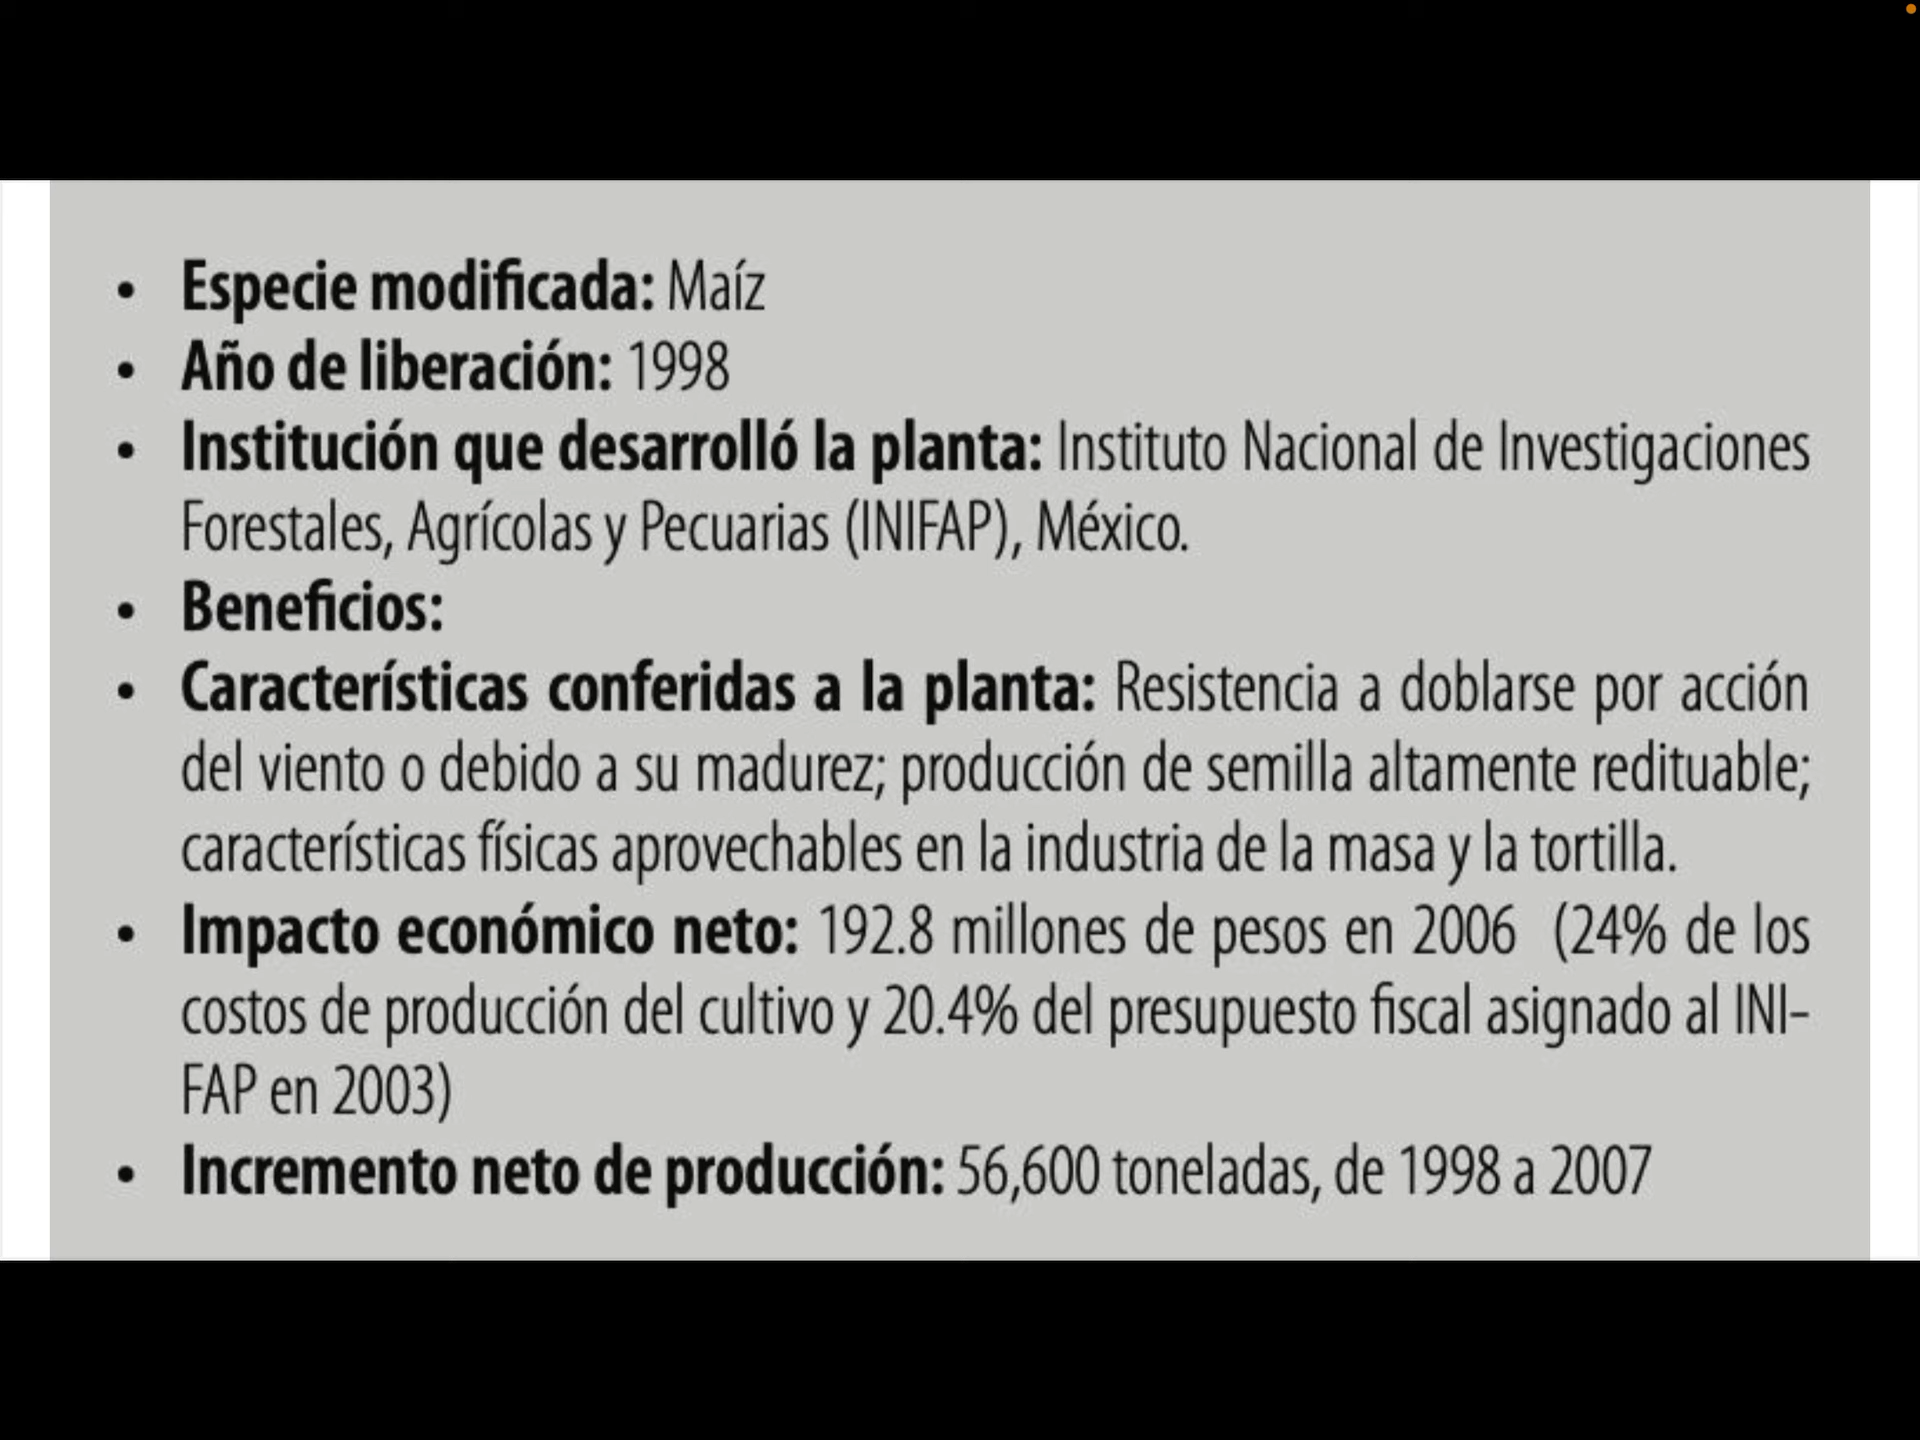 • Especie modificada: Maíz
• Año de liberación: 1998
• Institución que desarrolló la planta: Instituto Nacional de Investigaciones
Forestales, Agrícolas y Pecuarias (INIFAP), México.
• Beneficios:
• Características conferidas a la planta: Resistencia a doblarse por acción
del viento o debido a su madurez; producción de semilla altamente redituable;
características físicas aprovechables en la industria de la masa y la tortilla.
• Impacto económico neto: 192.8 millones de pesos en 2006 (24% de los
costos de producción del cultivo y 20.4% del presupuesto fiscal asignado al INI-
FAP en 2003)
• Incremento neto de producción: 56,600 toneladas, de 1998 a 2007